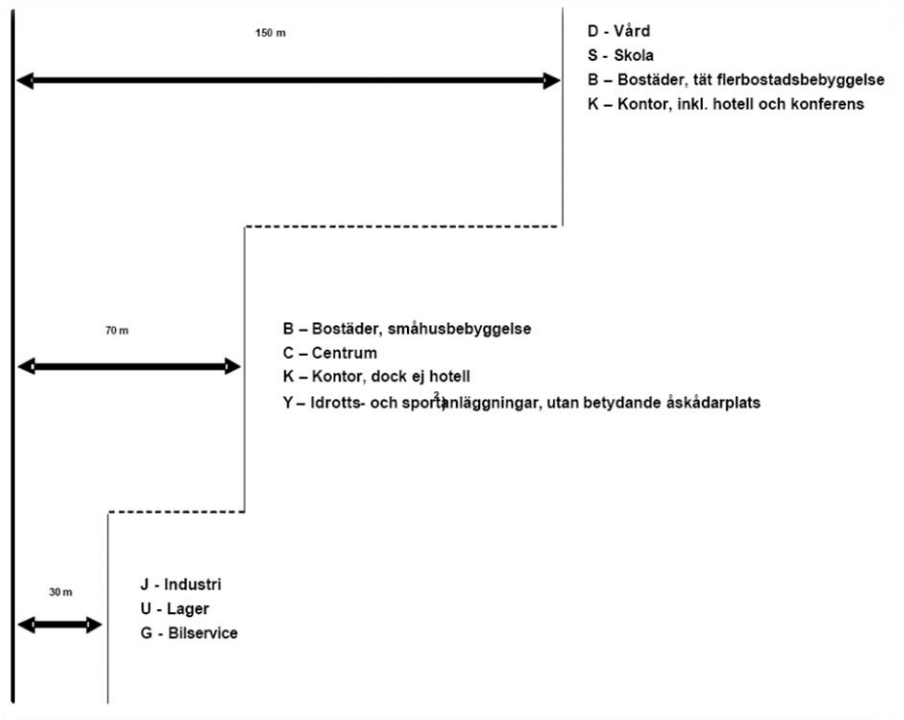 150 m
D - Vård
S - Skola
B – Bostäder, tät flerbostadsbebyggelse
K – Kontor, inkl. hotell och konferens
70 m
B – Bostäder, småhusbebyggelse
C – Centrum
K – Kontor, dock ej hotell
Y – Idrotts- och sportanläggningar, utan betydande åskådarplats
2)
30 m
J - Industri
U - Lager
G - Bilservice